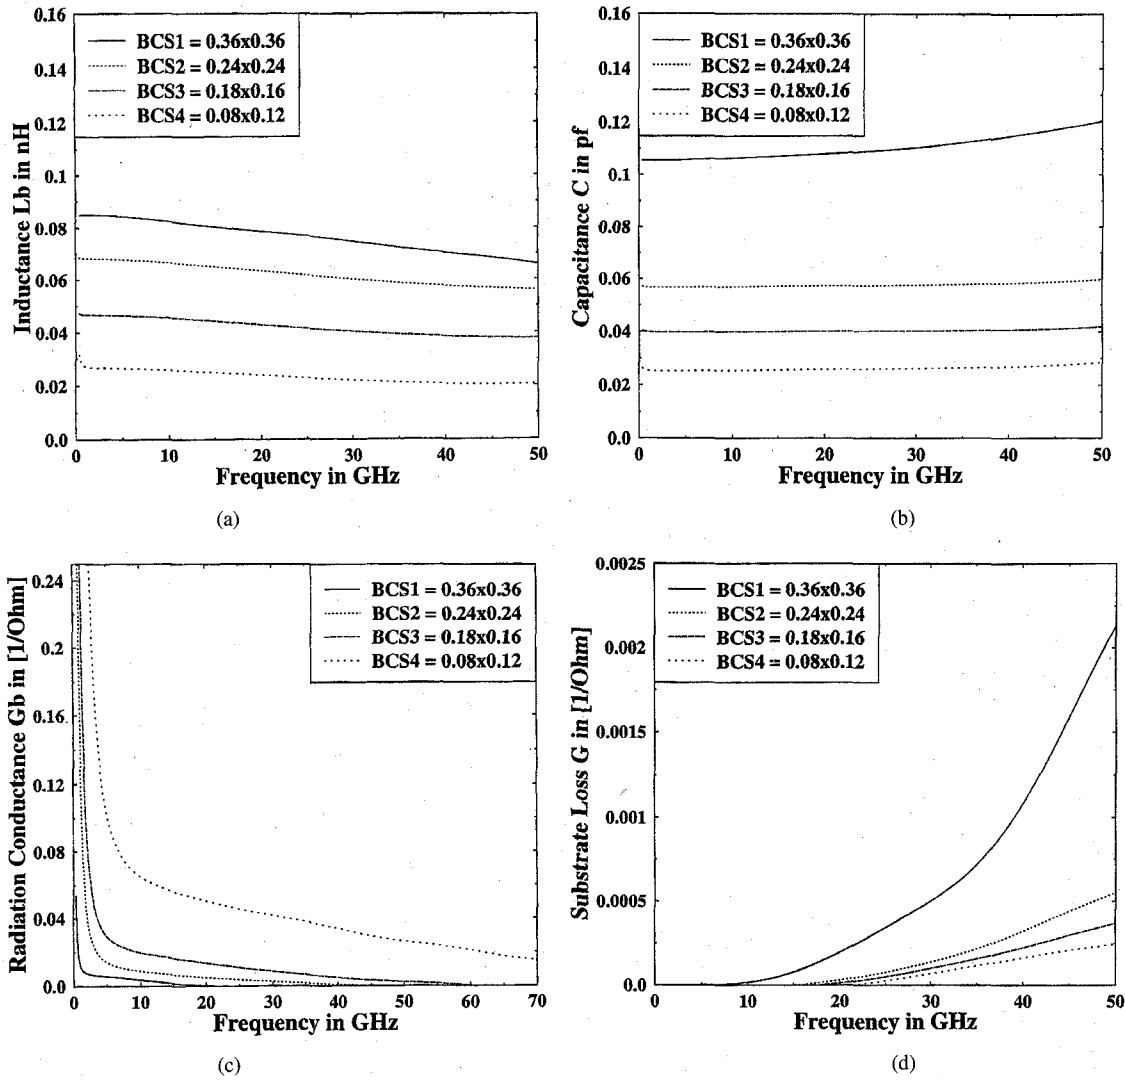 0.16
0.14
0.12
0.1
0.08
0.06
0.04
0.02
0.0
Inductance Lb in nH
BCS1 = 0.36x0.36
BCS2 = 0.24x0.24
BCS3 = 0.18x0.16
BCS4 = 0.08x0.12
0 10 20 30 40 50
Frequency in GHz
(a)
0.16
0.14
0.12
0.1
0.08
0.06
0.04
0.02
0.0
Capacitance C in pf
BCS1 = 0.36x0.36
BCS2 = 0.24x0.24
BCS3 = 0.18x0.16
BCS4 = 0.08x0.12
0 10 20 30 40 50
Frequency in GHz
(b)
0.24
0.2
0.16
0.12
0.08
0.04
0.0
Radiation Conductance Gb in [1/Ohm]
BCS1 = 0.36x0.36
BCS2 = 0.24x0.24
BCS3 = 0.18x0.16
BCS4 = 0.08x0.12
0 10 20 30 40 50 60 70
Frequency in GHz
(c)
0.0025
0.002
0.0015
0.001
0.0005
0.0
Substrate Loss G in [1/Ohm]
BCS1 = 0.36x0.36
BCS2 = 0.24x0.24
BCS3 = 0.18x0.16
BCS4 = 0.08x0.12
0 10 20 30 40 50
Frequency in GHz
(d)